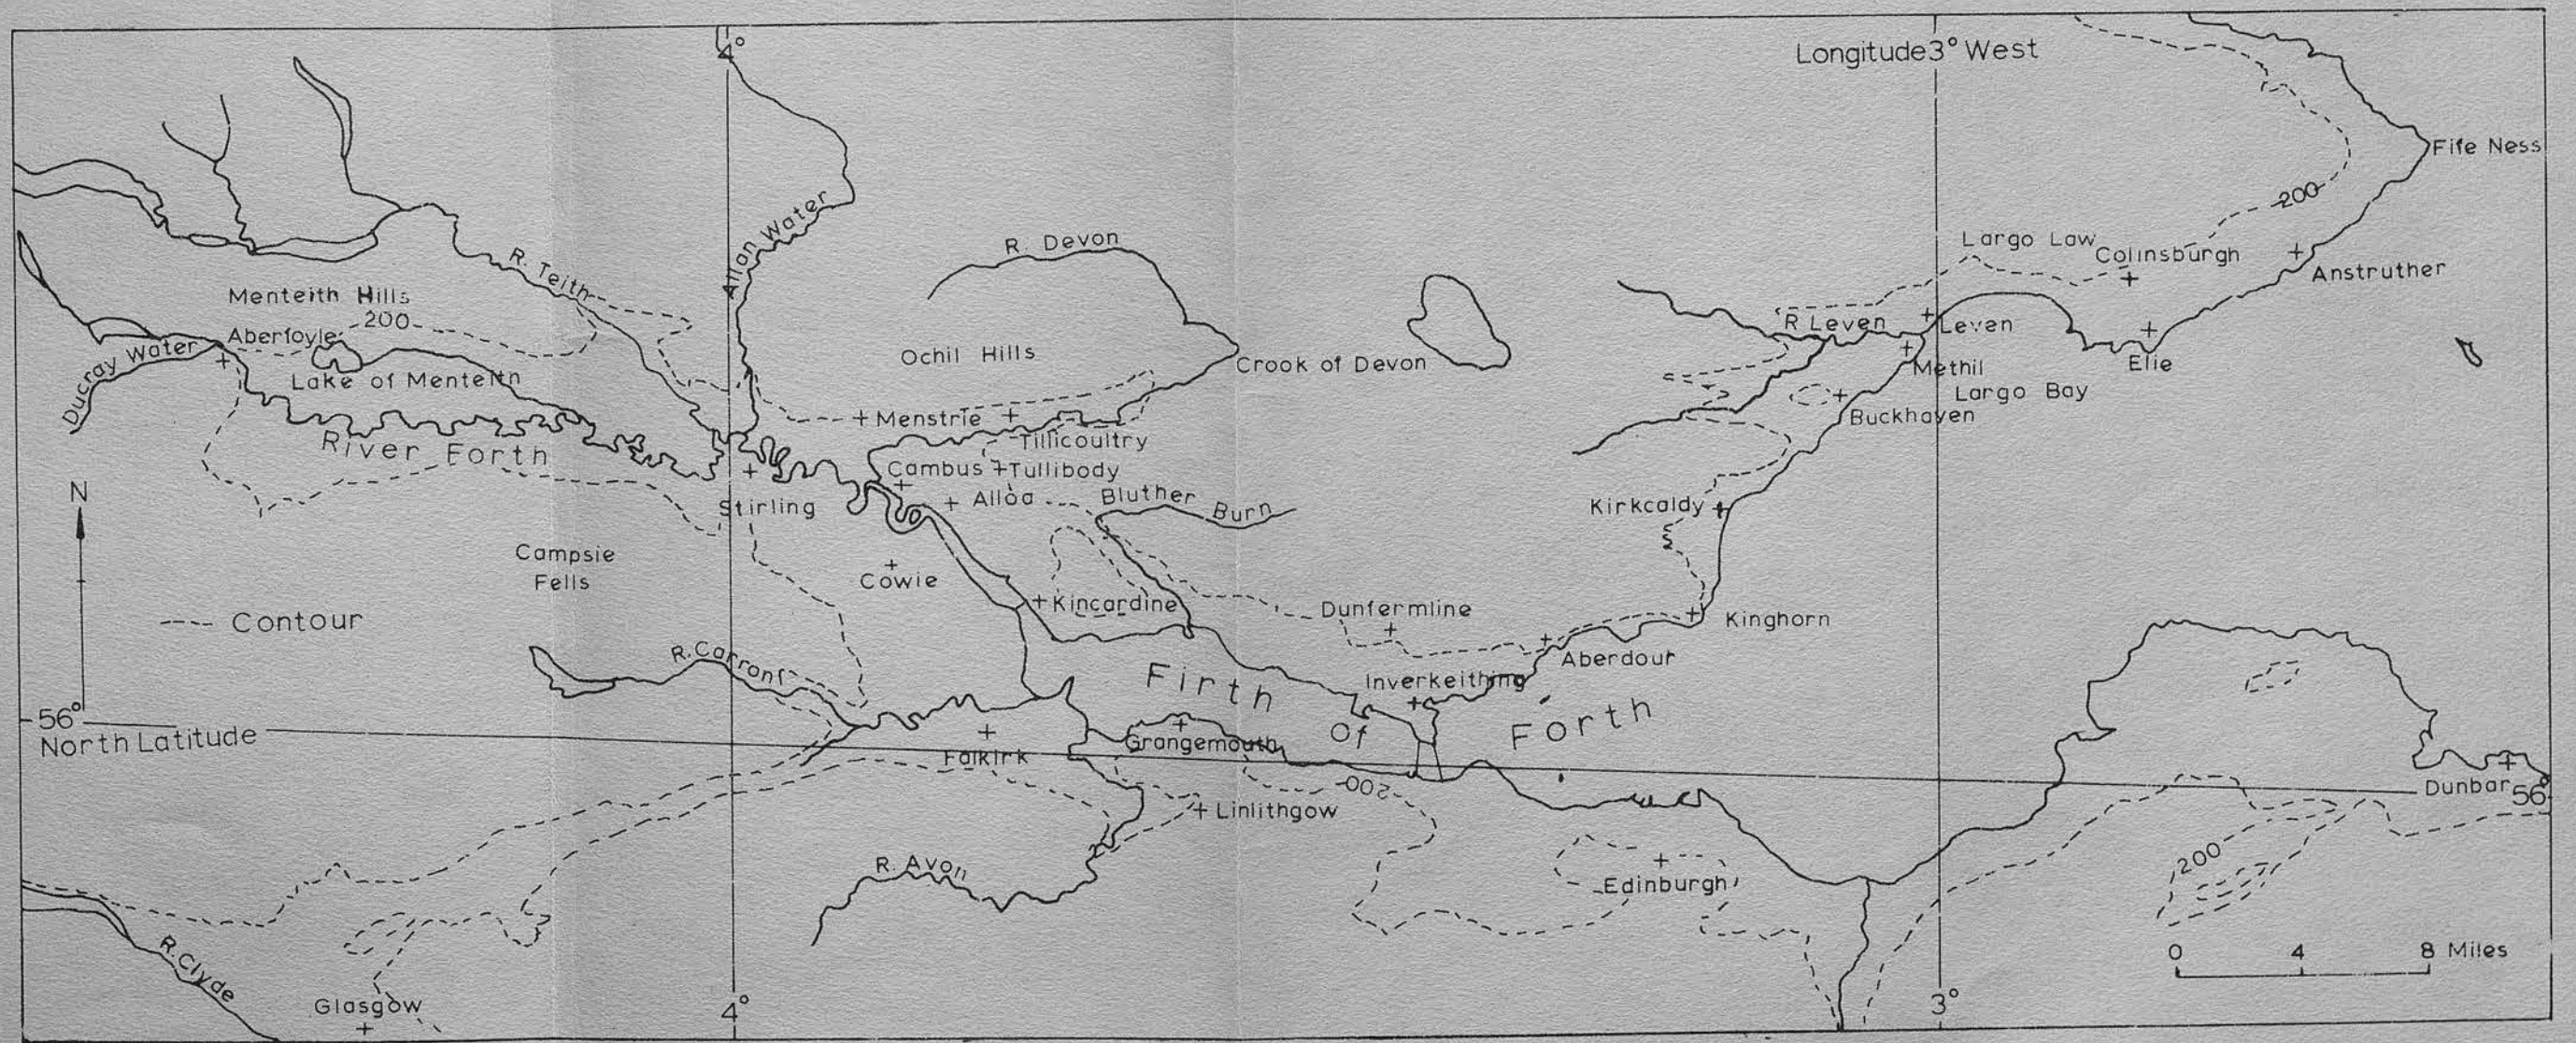 4°
Longitude 3° West
Fife Ness
200
Allan Water
R. Devon
Largo Law
Colinsburgh
Anstruther
R. Teith
Menteith Hills
200
Aberfoyle
Ducray Water
Lake of Menteith
Ochil Hills
Crook of Devon
R Leven
Leven
Methil
Elie
Largo Bay
Buckhaven
Menstrie
Tillicoultry
River Forth
Cambus
Tullibody
Alloa
Bluther Burn
Stirling
Kirkcaldy
N
Campsie
Fells
Cowie
Kincardine
Dunfermline
Kinghorn
Contour
Aberdour
R. Carron
Inverkeithing
Firth
Of
Forth
56°
North Latitude
Falkirk
Grangemouth
200
Linlithgow
Dunbar
56°
R. Avon
Edinburgh
200
R. Clyde
Glasgow
4°
3°
0 4 8 Miles